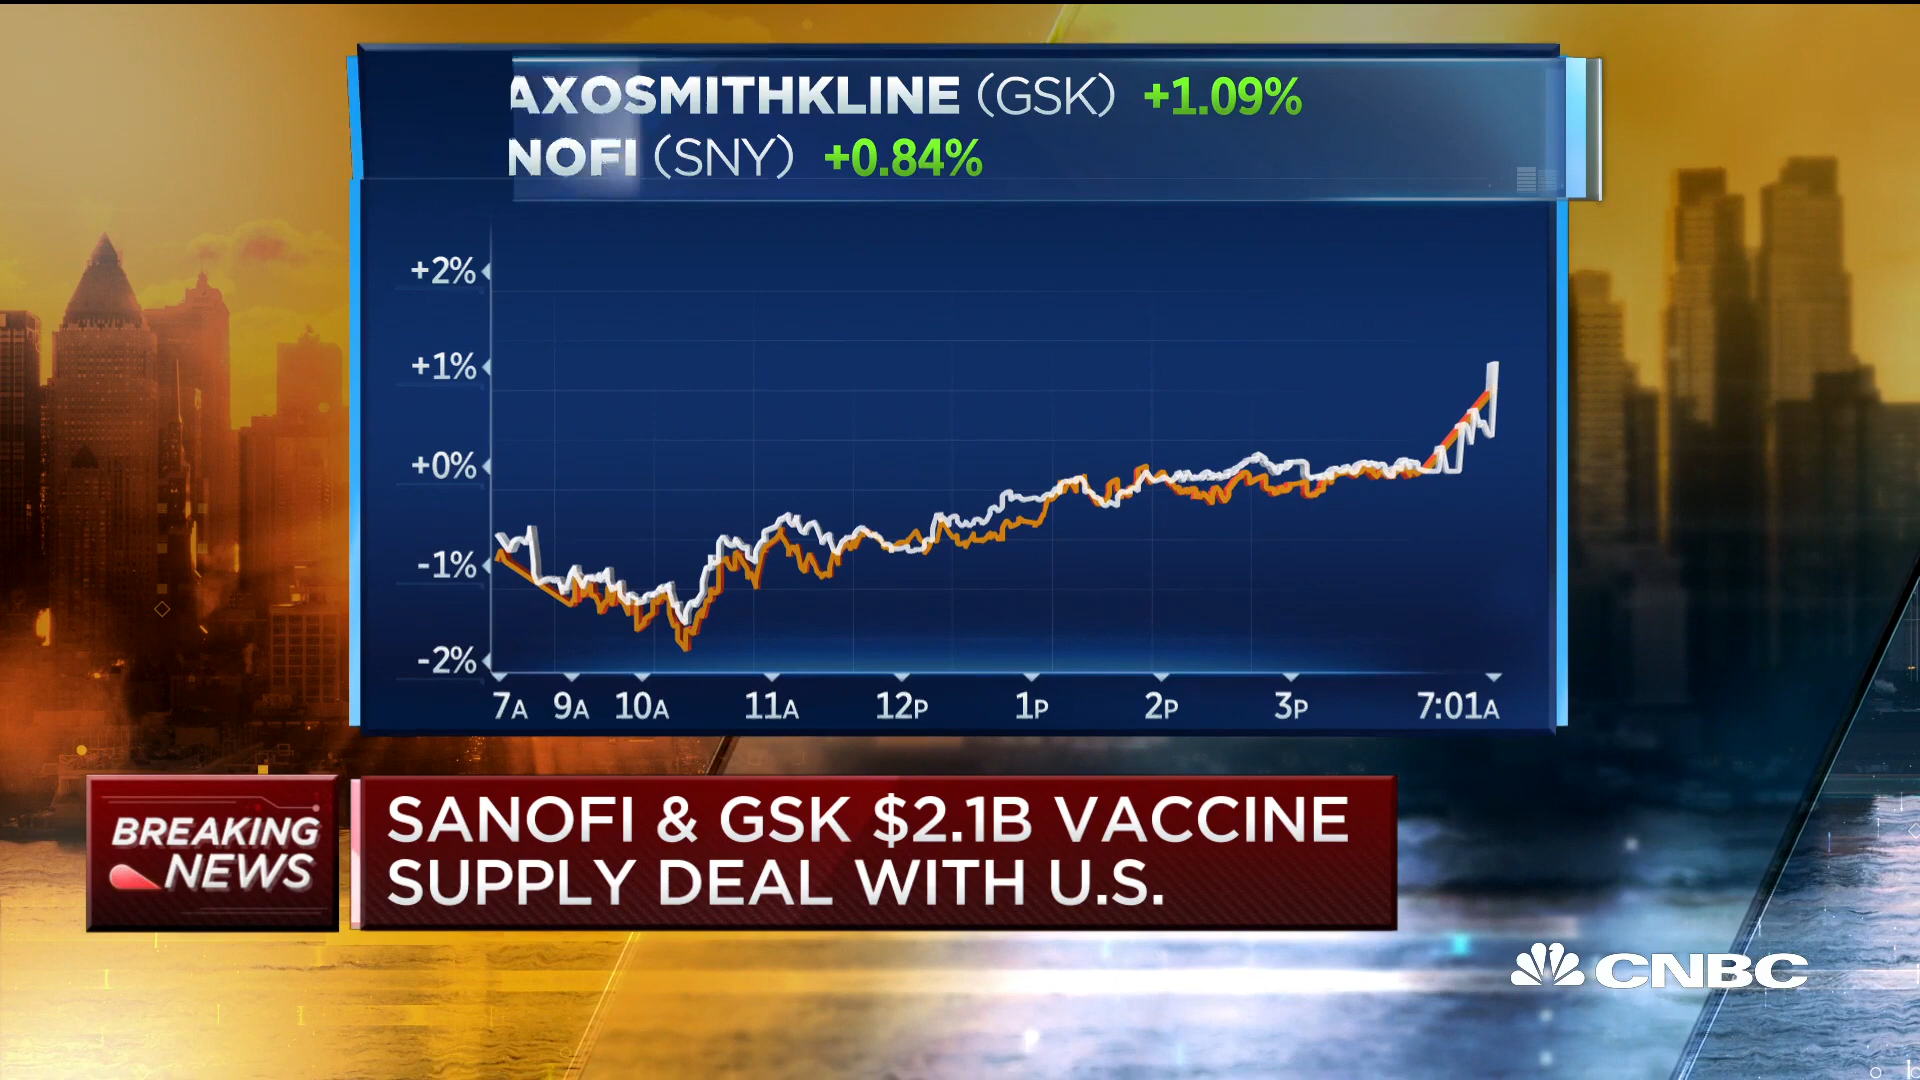 AXOSMITHKLINE (GSK) +1.09%
NOFI (SNY) +0.84%
+2%
+1%
+0%
-1%
-2%
7A 9A 10A 11A 12P 1P 2P 3P 7:01A
BREAKING
NEWS
SANOFI & GSK $2.1B VACCINE
SUPPLY DEAL WITH U.S.
CNBC